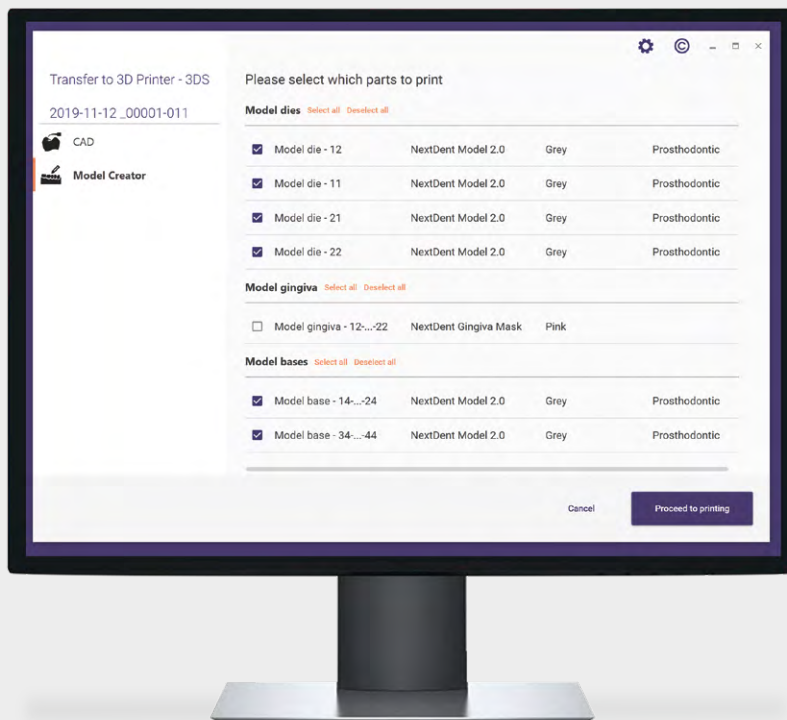 Transfer to 3D Printer - 3DS
2019-11-12 _00001-011
CAD
Model Creator
Please select which parts to print
Model dies Select all Deselect all
Model die - 12 NextDent Model 2.0 Grey Prosthodontic
Model die - 11 NextDent Model 2.0 Grey Prosthodontic
Model die - 21 NextDent Model 2.0 Grey Prosthodontic
Model die - 22 NextDent Model 2.0 Grey Prosthodontic
Model gingiva Select all Deselect all
Model gingiva - 12-...-22 NextDent Gingiva Mask Pink
Model bases Select all Deselect all
Model base - 14-...-24 NextDent Model 2.0 Grey Prosthodontic
Model base - 34-...-44 NextDent Model 2.0 Grey Prosthodontic
Cancel Proceed to printing